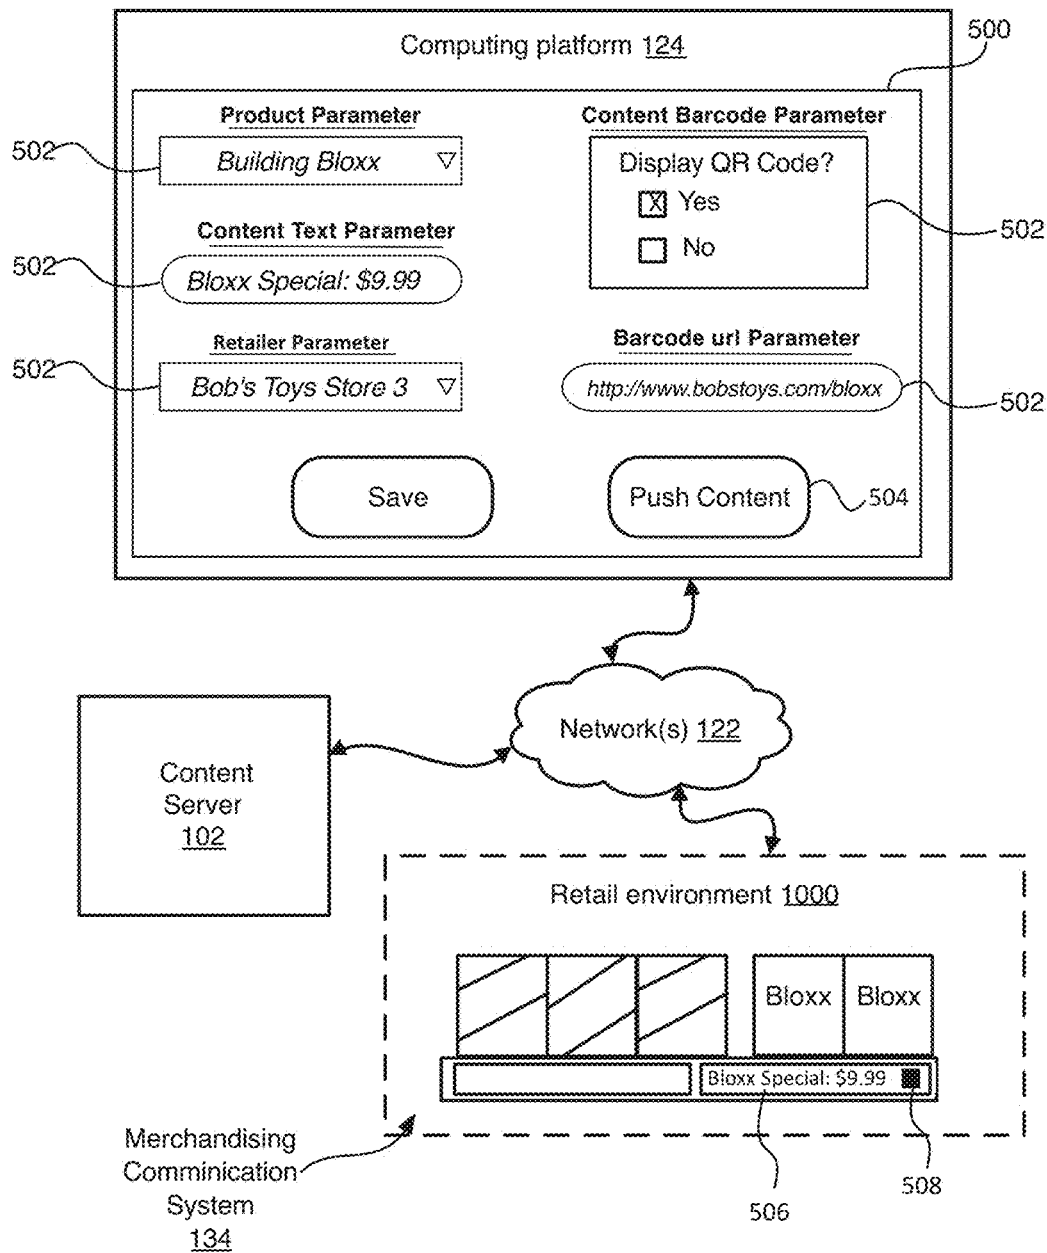 Computing platform 124
500
Product Parameter
502
Building Bloxx
Content Text Parameter
502
Bloxx Special: $9.99
Retailer Parameter
502
Bob's Toys Store 3
Content Barcode Parameter
Display QR Code?
X Yes
No
502
Barcode url Parameter
http://www.bobstoys.com/bloxx
502
Save
Push Content
504
Network(s) 122
Content
Server
102
Retail environment 1000
Bloxx
Bloxx
Bloxx Special: $9.99
Merchandising
Comminication
System
134
506
508